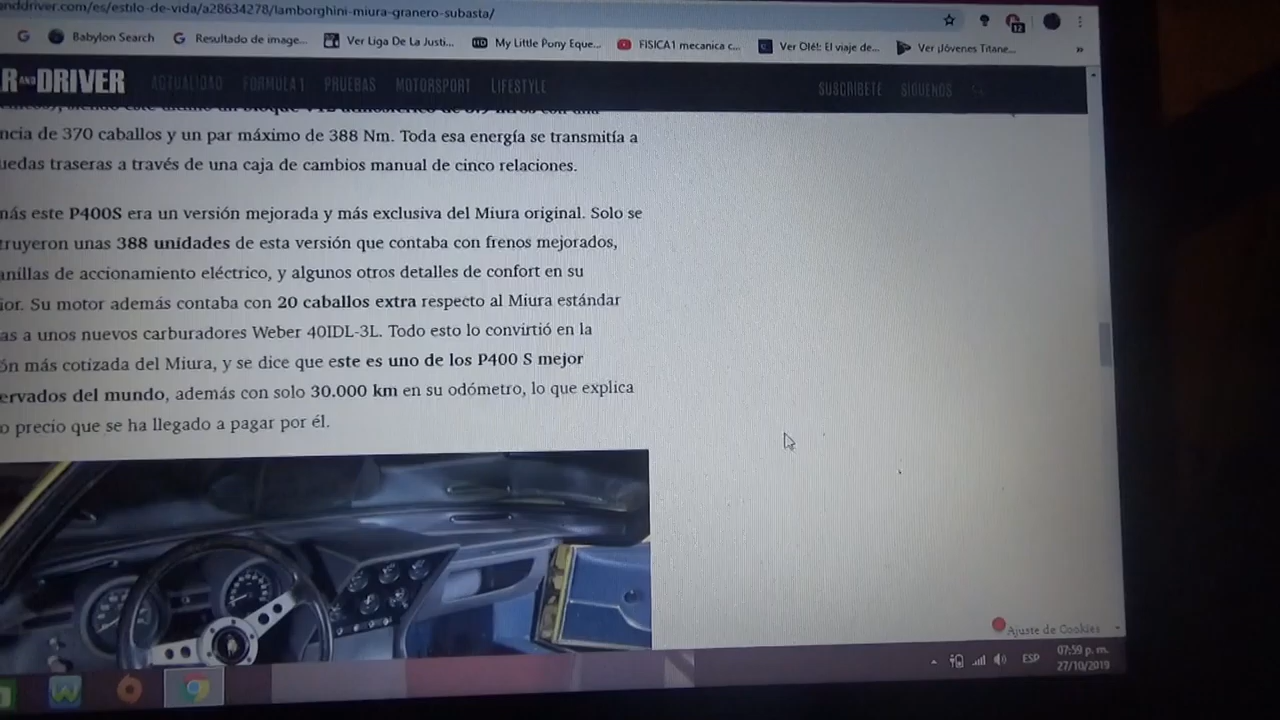 anddriver.com/es/estilo-de-vida/a28634278/lamborghini-miura-granero-subasta/
Babylon Search
Resultado de image...
Ver Liga De La Justi...
My Little Pony Eque...
FISICA1 mecanica c...
Ver Olé!: El viaje de...
Ver ¡Jóvenes Titane...
»
R AND DRIVER
ACTUALIDAD
FÓRMULA 1
PRUEBAS
MOTORSPORT
LIFESTYLE
SUSCRÍBETE
SÍGUENOS
ncia de 370 caballos y un par máximo de 388 Nm. Toda esa energía se transmitía a
uedas traseras a través de una caja de cambios manual de cinco relaciones.
más este P400S era un versión mejorada y más exclusiva del Miura original. Solo se
truyeron unas 388 unidades de esta versión que contaba con frenos mejorados,
anillas de accionamiento eléctrico, y algunos otros detalles de confort en su
ior. Su motor además contaba con 20 caballos extra respecto al Miura estándar
as a unos nuevos carburadores Weber 40IDL-3L. Todo esto lo convirtió en la
ón más cotizada del Miura, y se dice que este es uno de los P400 S mejor
ervados del mundo, además con solo 30.000 km en su odómetro, lo que explica
o precio que se ha llegado a pagar por él.
Ajuste de Cookies
ESP
07:59 p. m.
27/10/2019